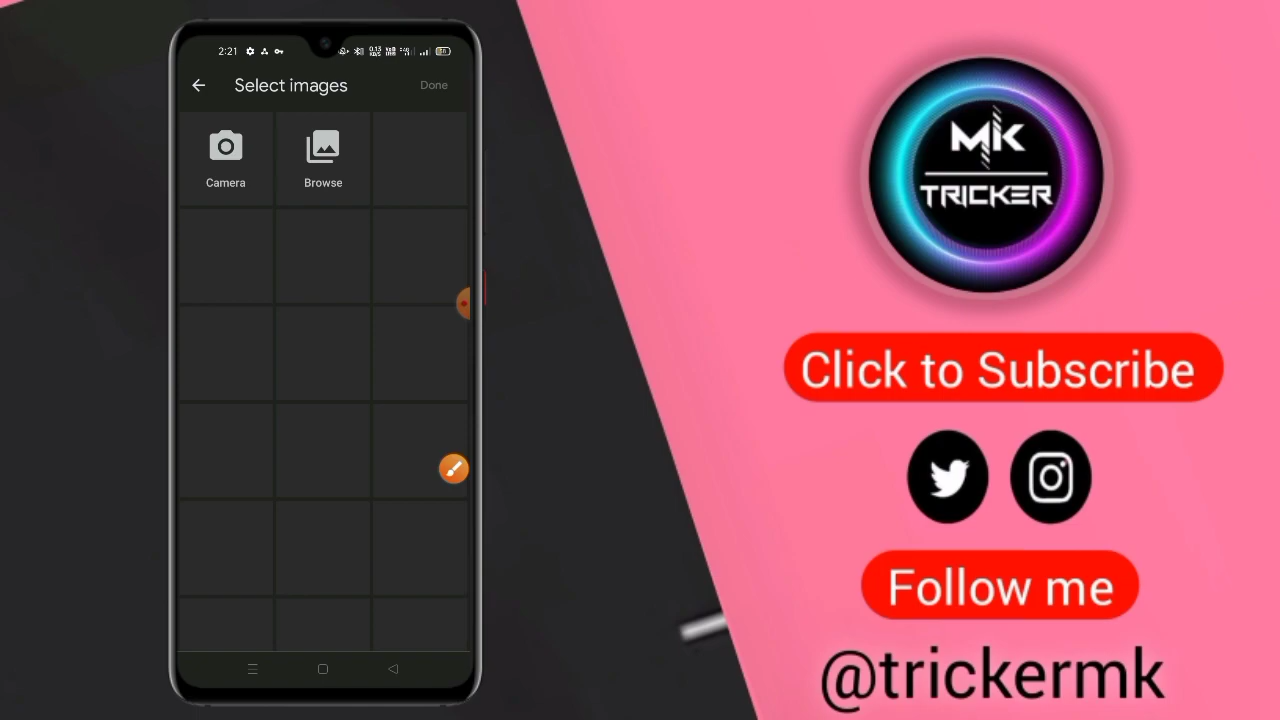 2:21
Select images
Done
Camera
Browse
MK
TRICKER
Click to Subscribe
Follow me
@trickermk